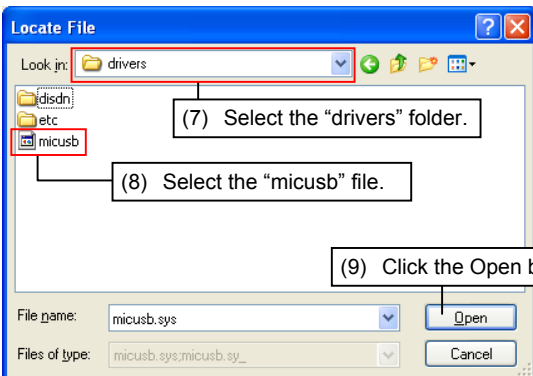 Locate File
Look in: drivers
disdn
etc
micusb
(7) Select the “drivers” folder.
(8) Select the “micusb” file.
(9) Click the Open
File name: micusb.sys Open
Files of type: micusb.sys;micusb.sy_ Cancel